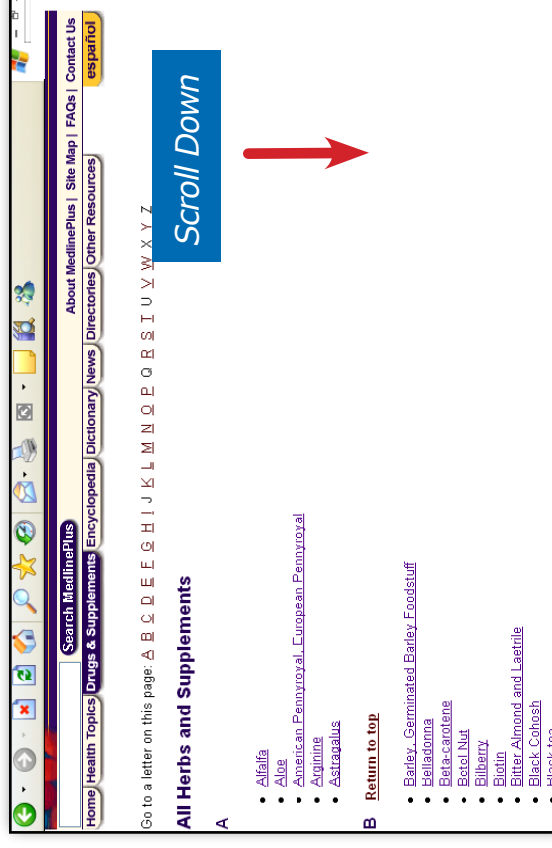 About MedlinePlus | Site Map | FAQs | Contact Us
Search MedlinePlus
español
Home Health Topics Drugs & Supplements Encyclopedia Dictionary News Directories Other Resources
Go to a letter on this page: A B C D E F G H I J K L M N O P Q R S T U V W X Y Z
Scroll Down
All Herbs and Supplements
A
Alfalfa
Aloe
American Pennyroyal, European Pennyroyal
Arginine
Astragalus
B Return to top
Barley, Germinated Barley Foodstuff
Belladonna
Beta-carotene
Betel Nut
Bilberry
Biotin
Bitter Almond and Laetrile
Black Cohosh
Black tea